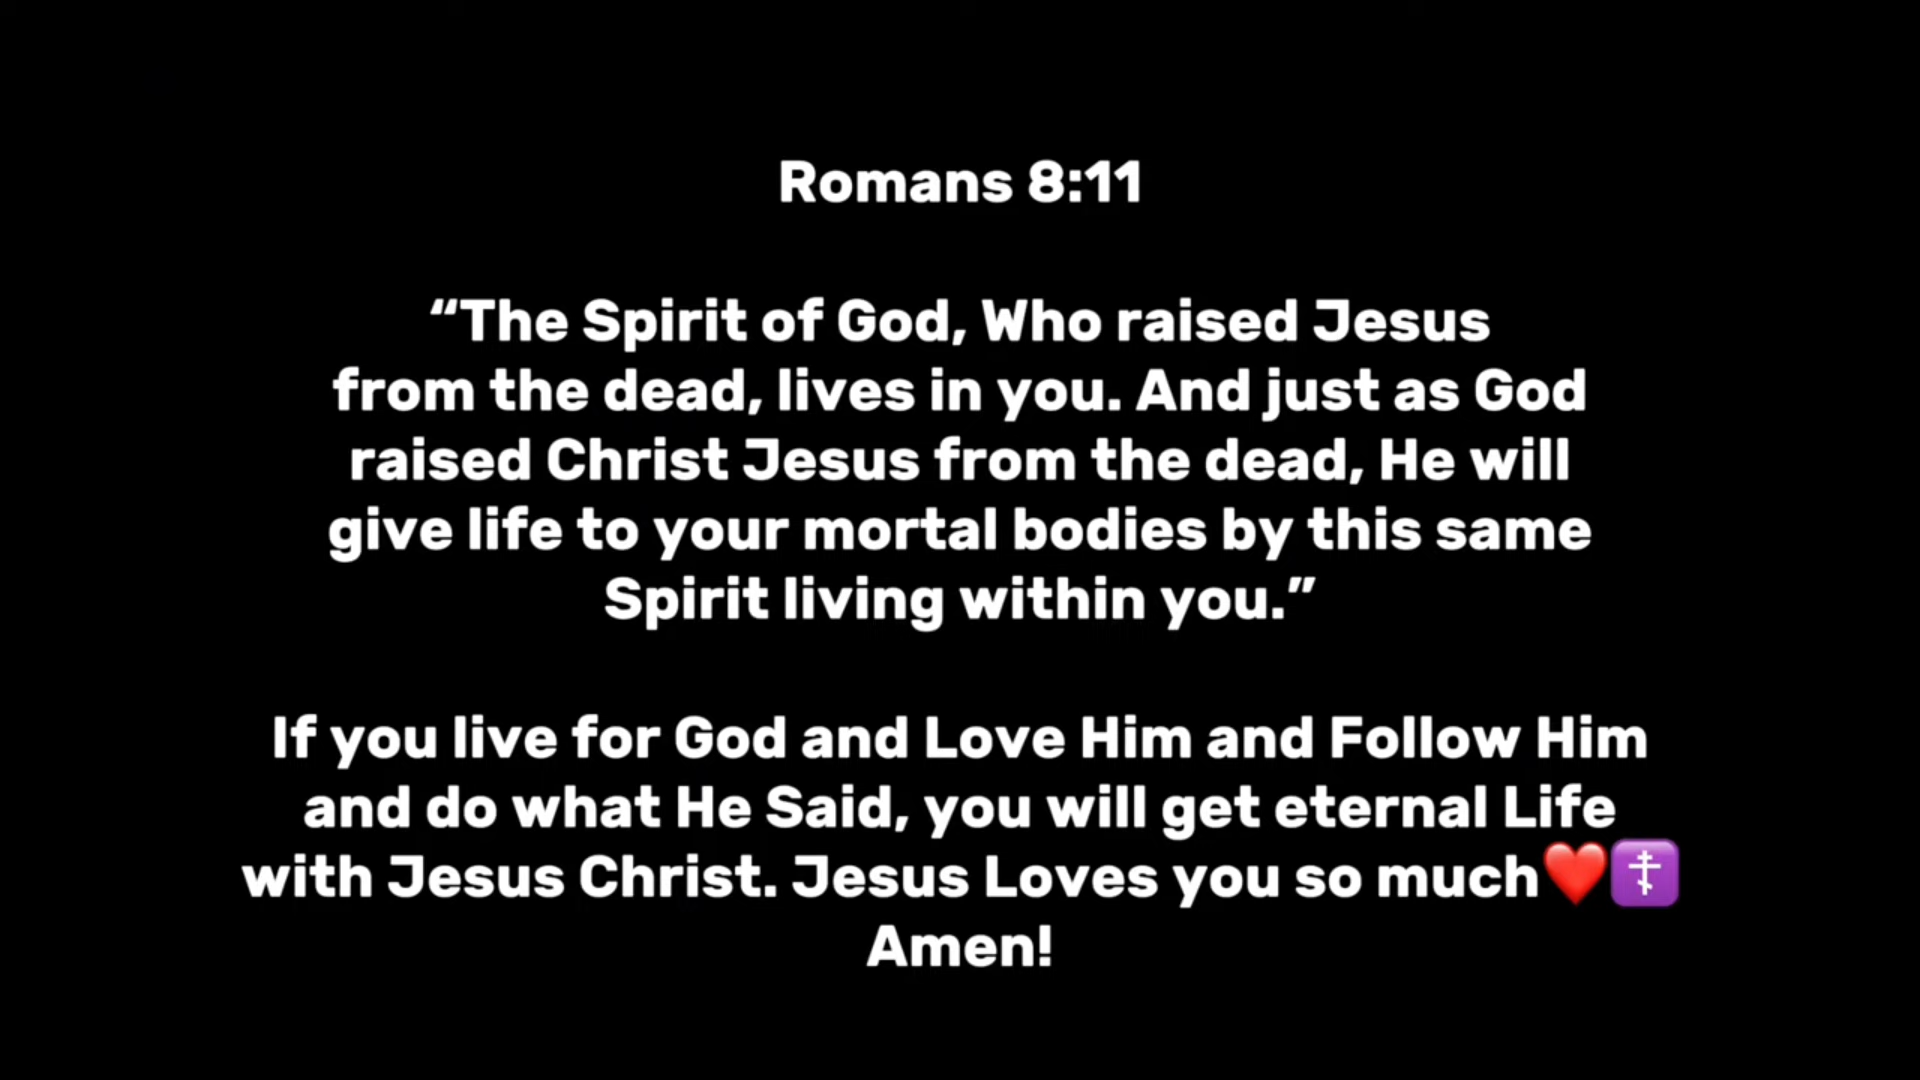 Romans 8:11
“The Spirit of God, Who raised Jesus
from the dead, lives in you. And just as God
raised Christ Jesus from the dead, He will
give life to your mortal bodies by this same
Spirit living within you.”
If you live for God and Love Him and Follow Him
and do what He Said, you will get eternal Life
with Jesus Christ. Jesus Loves you so much❤️☦️
Amen!